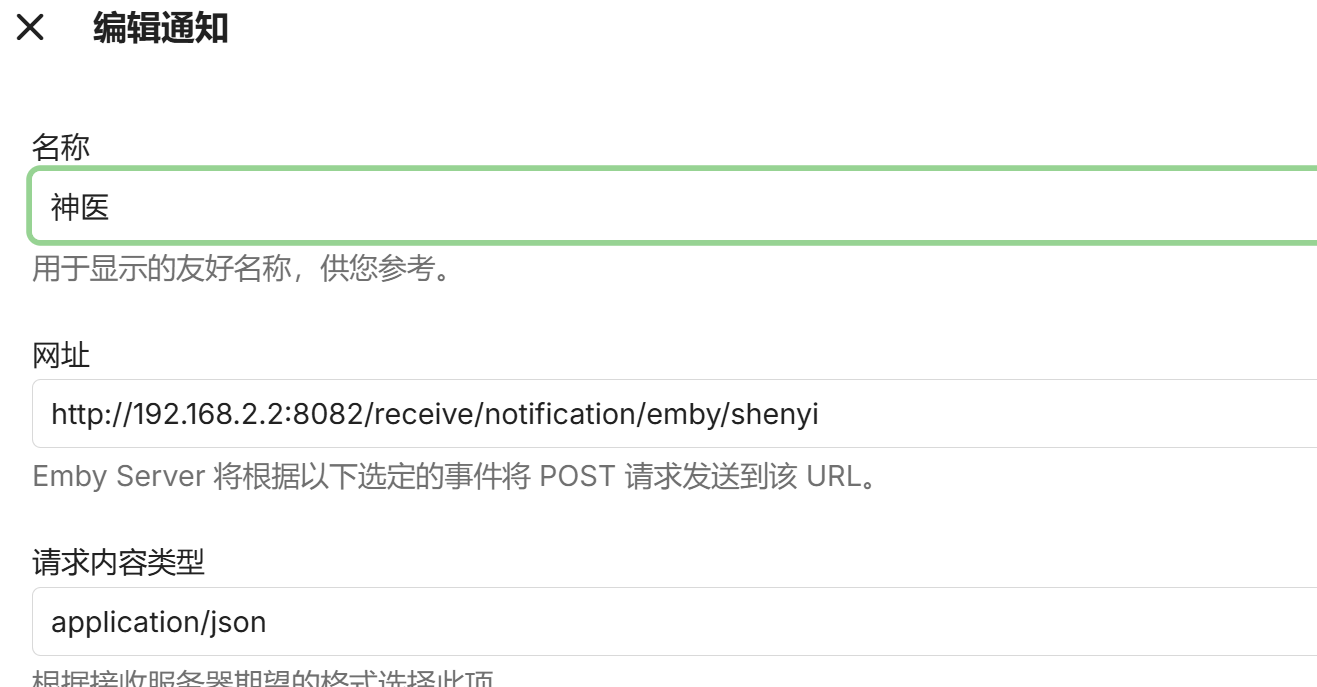 编辑通知
名称
神医
用于显示的友好名称，供您参考。
网址
http://192.168.2.2:8082/receive/notification/emby/shenyi
Emby Server 将根据以下选定的事件将 POST 请求发送到该 URL。
请求内容类型
application/json
根据接收服务器期望的格式选择此项